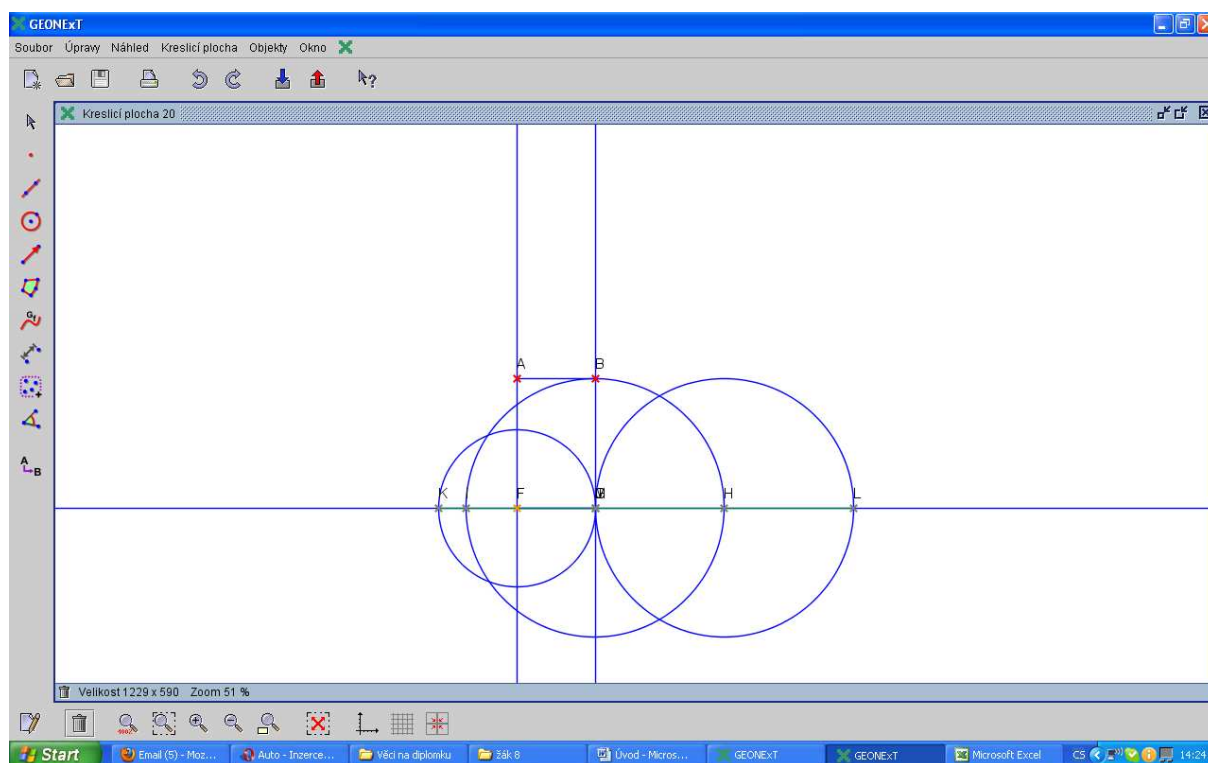 GEONExT
Soubor Úpravy Náhled Kreslicí plocha Objekty Okno
Kreslicí plocha 20
A B
K F H L
Velikost 1229 x 590 Zoom 51 %
Start Email (5) - Moz... Auto - Inzerce... Věci na diplomku žák 8 Úvod - Micros... GEONExT GEONExT Microsoft Excel CS 14:24